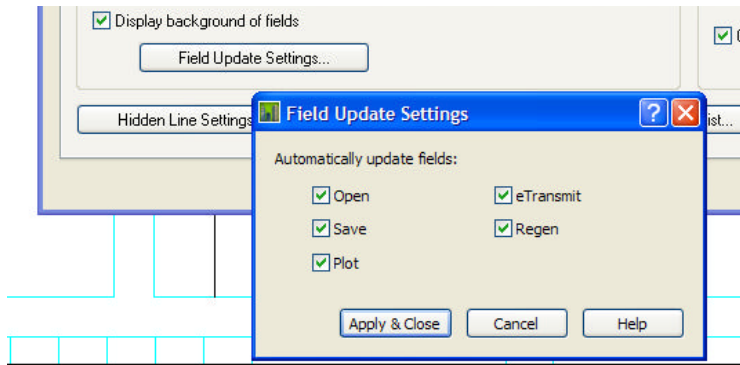 Display background of fields
Field Update Settings...
Hidden Line Settings
ist...
Field Update Settings
Automatically update fields:
Open
eTransmit
Save
Regen
Plot
Apply & Close
Cancel
Help